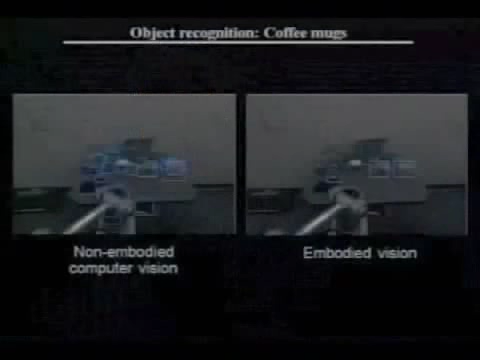 Object recognition: Coffee mugs
Non-embodied
computer vision
Embodied vision